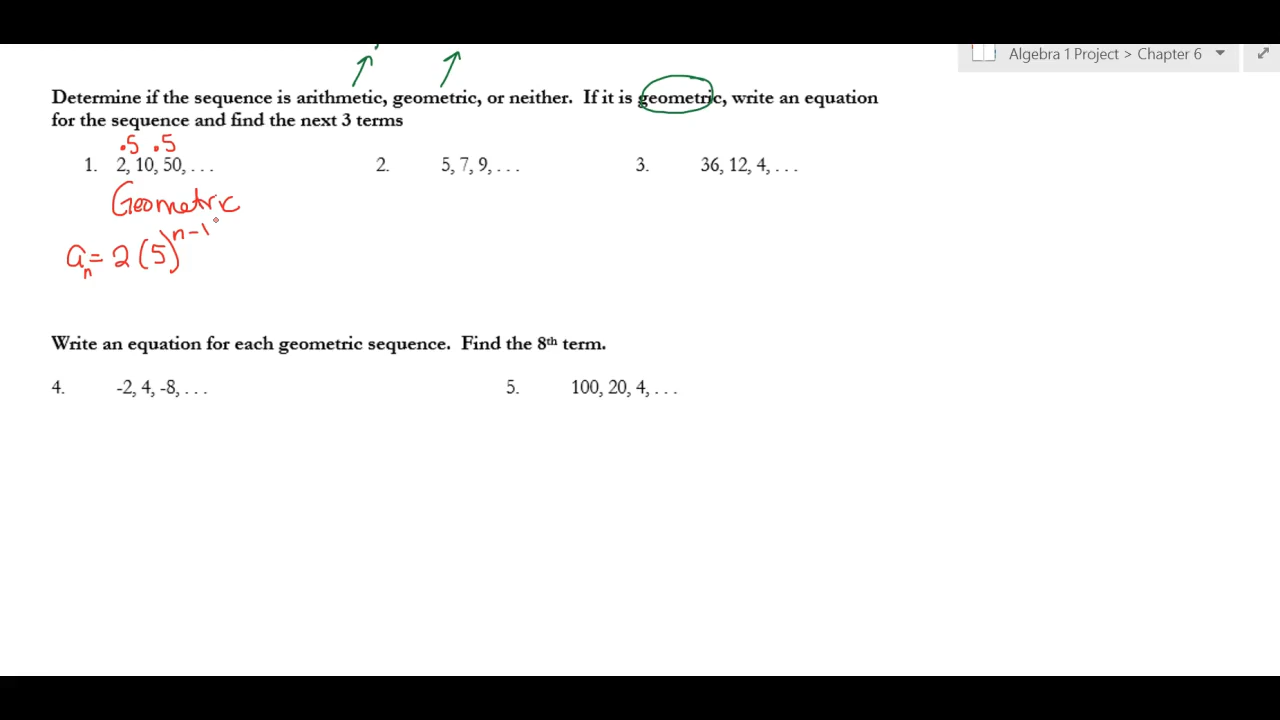 Algebra 1 Project > Chapter 6
Determine if the sequence is arithmetic, geometric, or neither. If it is geometric, write an equation
for the sequence and find the next 3 terms
·5 ·5
1. 2, 10, 50, . . .
2. 5, 7, 9, . . .
3. 36, 12, 4, . . .
Geometric
aₙ = 2(5)ⁿ⁻¹
Write an equation for each geometric sequence. Find the 8th term.
4. -2, 4, -8, . . .
5. 100, 20, 4, . . .